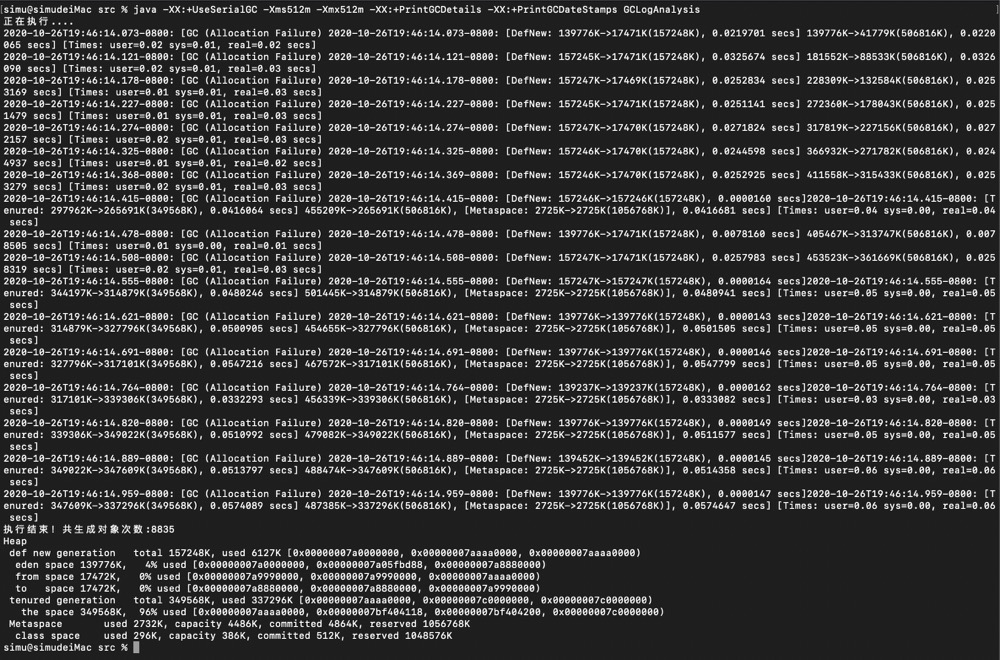 simu@simudeiMac src % java -XX:+UseSerialGC -Xms512m -Xmx512m -XX:+PrintGCDetails -XX:+PrintGCDateStamps GCLogAnalysis
正在执行....
2020-10-26T19:46:14.073-0800: [GC (Allocation Failure) 2020-10-26T19:46:14.073-0800: [DefNew: 139776K->17471K(157248K), 0.0219701 secs] 139776K->41779K(506816K), 0.0220
065 secs] [Times: user=0.02 sys=0.01, real=0.02 secs]
2020-10-26T19:46:14.121-0800: [GC (Allocation Failure) 2020-10-26T19:46:14.121-0800: [DefNew: 157245K->17471K(157248K), 0.0325674 secs] 181552K->88533K(506816K), 0.0326
090 secs] [Times: user=0.02 sys=0.01, real=0.03 secs]
2020-10-26T19:46:14.178-0800: [GC (Allocation Failure) 2020-10-26T19:46:14.178-0800: [DefNew: 157247K->17469K(157248K), 0.0252834 secs] 228309K->132584K(506816K), 0.025
3169 secs] [Times: user=0.01 sys=0.01, real=0.03 secs]
2020-10-26T19:46:14.227-0800: [GC (Allocation Failure) 2020-10-26T19:46:14.227-0800: [DefNew: 157245K->17471K(157248K), 0.0251141 secs] 272360K->178043K(506816K), 0.025
1479 secs] [Times: user=0.01 sys=0.01, real=0.03 secs]
2020-10-26T19:46:14.274-0800: [GC (Allocation Failure) 2020-10-26T19:46:14.274-0800: [DefNew: 157247K->17470K(157248K), 0.0271824 secs] 317819K->227156K(506816K), 0.027
2157 secs] [Times: user=0.02 sys=0.01, real=0.03 secs]
2020-10-26T19:46:14.325-0800: [GC (Allocation Failure) 2020-10-26T19:46:14.325-0800: [DefNew: 157246K->17471K(157248K), 0.0244598 secs] 366932K->271782K(506816K), 0.024
4937 secs] [Times: user=0.01 sys=0.01, real=0.02 secs]
2020-10-26T19:46:14.368-0800: [GC (Allocation Failure) 2020-10-26T19:46:14.369-0800: [DefNew: 157246K->17470K(157248K), 0.0252925 secs] 411558K->315433K(506816K), 0.025
3279 secs] [Times: user=0.02 sys=0.01, real=0.03 secs]
2020-10-26T19:46:14.415-0800: [GC (Allocation Failure) 2020-10-26T19:46:14.415-0800: [DefNew: 157246K->157246K(157248K), 0.0000160 secs]2020-10-26T19:46:14.415-0800: [T
enured: 297962K->265691K(349568K), 0.0416064 secs] 455209K->265691K(506816K), [Metaspace: 2725K->2725K(1056768K)], 0.0416681 secs] [Times: user=0.04 sys=0.00, real=0.04
 secs]
2020-10-26T19:46:14.478-0800: [GC (Allocation Failure) 2020-10-26T19:46:14.478-0800: [DefNew: 139776K->17471K(157248K), 0.0078160 secs] 405467K->313747K(506816K), 0.007
8505 secs] [Times: user=0.01 sys=0.00, real=0.01 secs]
2020-10-26T19:46:14.508-0800: [GC (Allocation Failure) 2020-10-26T19:46:14.508-0800: [DefNew: 157247K->17471K(157248K), 0.0257983 secs] 453523K->361669K(506816K), 0.025
8319 secs] [Times: user=0.02 sys=0.01, real=0.03 secs]
2020-10-26T19:46:14.555-0800: [GC (Allocation Failure) 2020-10-26T19:46:14.555-0800: [DefNew: 157247K->157247K(157248K), 0.0000164 secs]2020-10-26T19:46:14.555-0800: [T
enured: 344197K->314879K(349568K), 0.0480246 secs] 501445K->314879K(506816K), [Metaspace: 2725K->2725K(1056768K)], 0.0480941 secs] [Times: user=0.05 sys=0.00, real=0.05
 secs]
2020-10-26T19:46:14.621-0800: [GC (Allocation Failure) 2020-10-26T19:46:14.621-0800: [DefNew: 139776K->139776K(157248K), 0.0000143 secs]2020-10-26T19:46:14.621-0800: [T
enured: 314879K->327796K(349568K), 0.0500905 secs] 454655K->327796K(506816K), [Metaspace: 2725K->2725K(1056768K)], 0.0501505 secs] [Times: user=0.05 sys=0.00, real=0.05
 secs]
2020-10-26T19:46:14.691-0800: [GC (Allocation Failure) 2020-10-26T19:46:14.691-0800: [DefNew: 139776K->139776K(157248K), 0.0000146 secs]2020-10-26T19:46:14.691-0800: [T
enured: 327796K->317101K(349568K), 0.0547216 secs] 467572K->317101K(506816K), [Metaspace: 2725K->2725K(1056768K)], 0.0547799 secs] [Times: user=0.05 sys=0.00, real=0.05
 secs]
2020-10-26T19:46:14.764-0800: [GC (Allocation Failure) 2020-10-26T19:46:14.764-0800: [DefNew: 139237K->139237K(157248K), 0.0000162 secs]2020-10-26T19:46:14.764-0800: [T
enured: 317101K->339306K(349568K), 0.0332293 secs] 456339K->339306K(506816K), [Metaspace: 2725K->2725K(1056768K)], 0.0333082 secs] [Times: user=0.03 sys=0.00, real=0.03
 secs]
2020-10-26T19:46:14.820-0800: [GC (Allocation Failure) 2020-10-26T19:46:14.820-0800: [DefNew: 139776K->139776K(157248K), 0.0000149 secs]2020-10-26T19:46:14.820-0800: [T
enured: 339306K->349022K(349568K), 0.0510992 secs] 479082K->349022K(506816K), [Metaspace: 2725K->2725K(1056768K)], 0.0511577 secs] [Times: user=0.05 sys=0.00, real=0.05
 secs]
2020-10-26T19:46:14.889-0800: [GC (Allocation Failure) 2020-10-26T19:46:14.889-0800: [DefNew: 139452K->139452K(157248K), 0.0000145 secs]2020-10-26T19:46:14.889-0800: [T
enured: 349022K->347609K(349568K), 0.0513797 secs] 488474K->347609K(506816K), [Metaspace: 2725K->2725K(1056768K)], 0.0514358 secs] [Times: user=0.06 sys=0.00, real=0.06
 secs]
2020-10-26T19:46:14.959-0800: [GC (Allocation Failure) 2020-10-26T19:46:14.959-0800: [DefNew: 139776K->139776K(157248K), 0.0000147 secs]2020-10-26T19:46:14.959-0800: [T
enured: 347609K->337296K(349568K), 0.0574089 secs] 487385K->337296K(506816K), [Metaspace: 2725K->2725K(1056768K)], 0.0574647 secs] [Times: user=0.06 sys=0.00, real=0.06
 secs]
执行结束! 共生成对象次数:8835
Heap
 def new generation   total 157248K, used 6127K [0x00000007a0000000, 0x00000007aaaa0000, 0x00000007aaaa0000)
  eden space 139776K,   4% used [0x00000007a0000000, 0x00000007a05fbd88, 0x00000007a8880000)
  from space 17472K,   0% used [0x00000007a9990000, 0x00000007a9990000, 0x00000007aaaa0000)
  to   space 17472K,   0% used [0x00000007a8880000, 0x00000007a8880000, 0x00000007a9990000)
 tenured generation   total 349568K, used 337296K [0x00000007aaaa0000, 0x00000007c0000000, 0x00000007c0000000)
   the space 349568K,  96% used [0x00000007aaaa0000, 0x00000007bf404118, 0x00000007bf404200, 0x00000007c0000000)
 Metaspace       used 2732K, capacity 4486K, committed 4864K, reserved 1056768K
  class space    used 296K, capacity 386K, committed 512K, reserved 1048576K
simu@simudeiMac src %